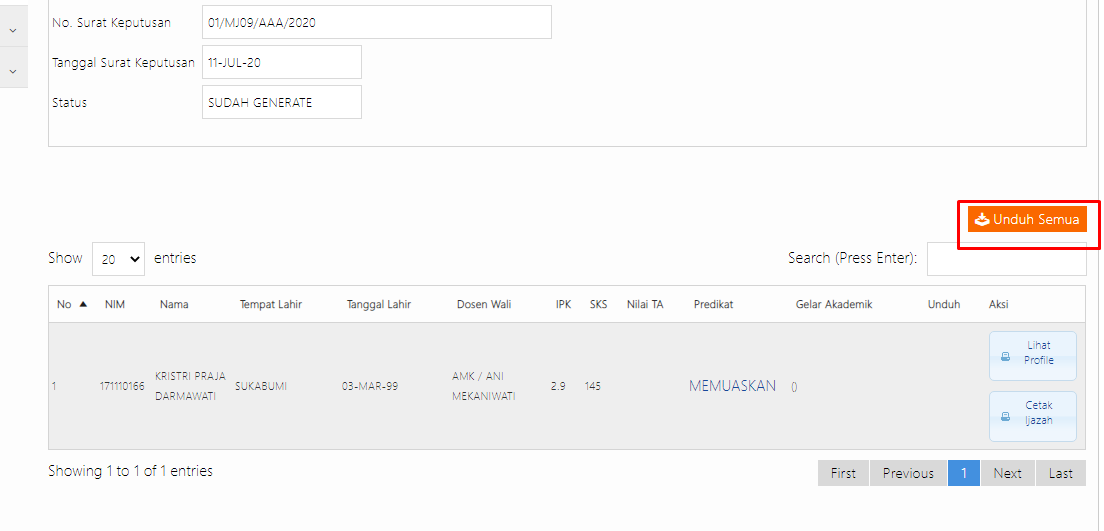 No. Surat Keputusan 01/MJ09/AAA/2020
Tanggal Surat Keputusan 11-JUL-20
Status SUDAH GENERATE
Unduh Semua
Show 20 entries Search (Press Enter):
No NIM Nama Tempat Lahir Tanggal Lahir Dosen Wali IPK SKS Nilai TA Predikat Gelar Akademik Unduh Aksi
1 171110166 KRISTRI PRAJA DARMAWATI SUKABUMI 03-MAR-99 AMK / ANI MEKANIWATI 2.9 145 MEMUASKAN ()
Lihat
Profile
Cetak
Ijazah
Showing 1 to 1 of 1 entries First Previous 1 Next Last